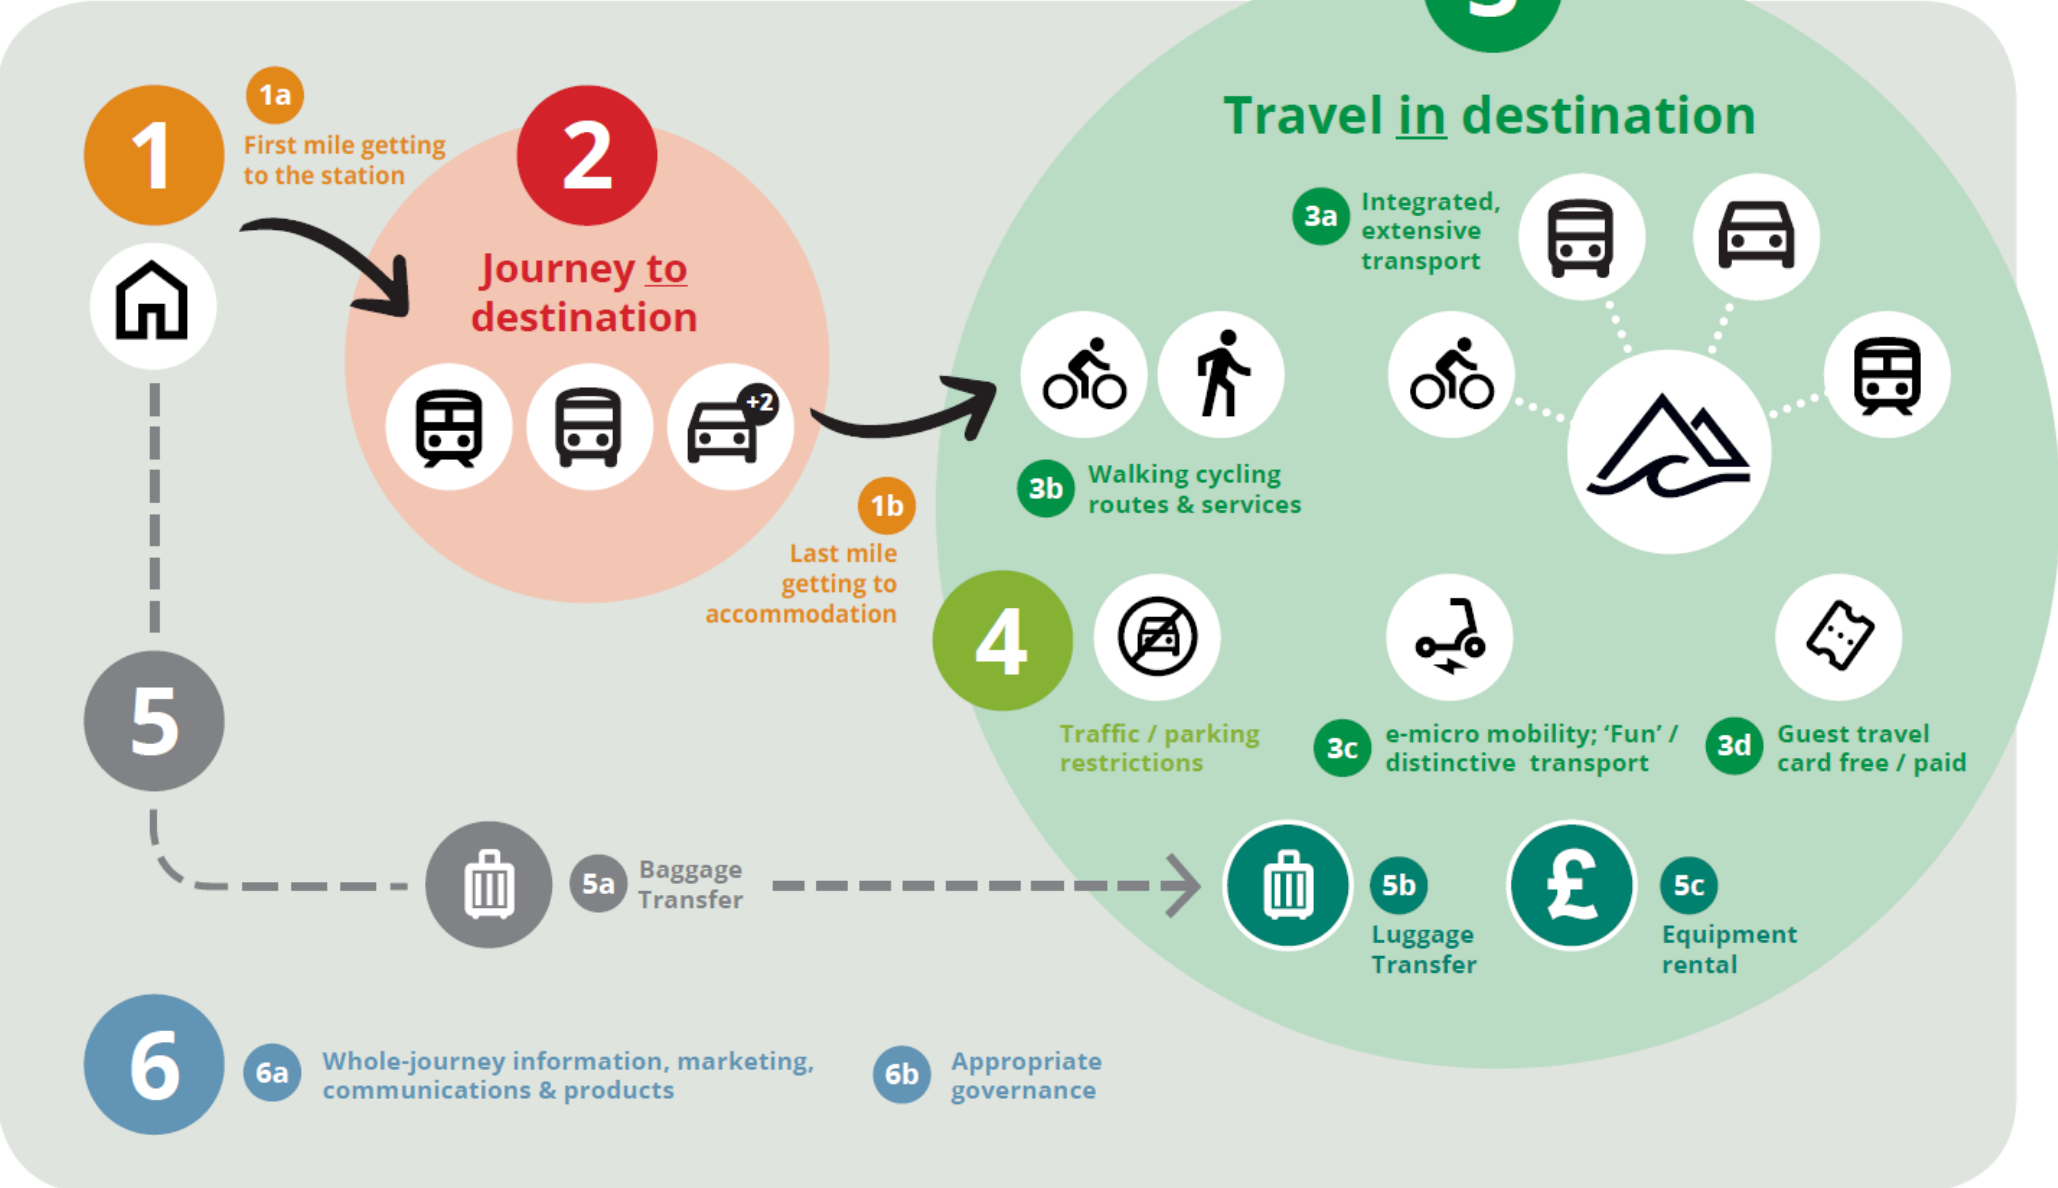 1
1a
First mile getting
to the station
2
Journey to
destination
+2
1b
Last mile
getting to
accommodation
3
Travel in destination
3a
Integrated,
extensive
transport
3b
Walking cycling
routes & services
4
Traffic / parking
restrictions
3c
e-micro mobility; ‘Fun’ /
distinctive transport
3d
Guest travel
card free / paid
5
5a
Baggage
Transfer
5b
Luggage
Transfer
£
5c
Equipment
rental
6
6a
Whole-journey information, marketing,
communications & products
6b
Appropriate
governance